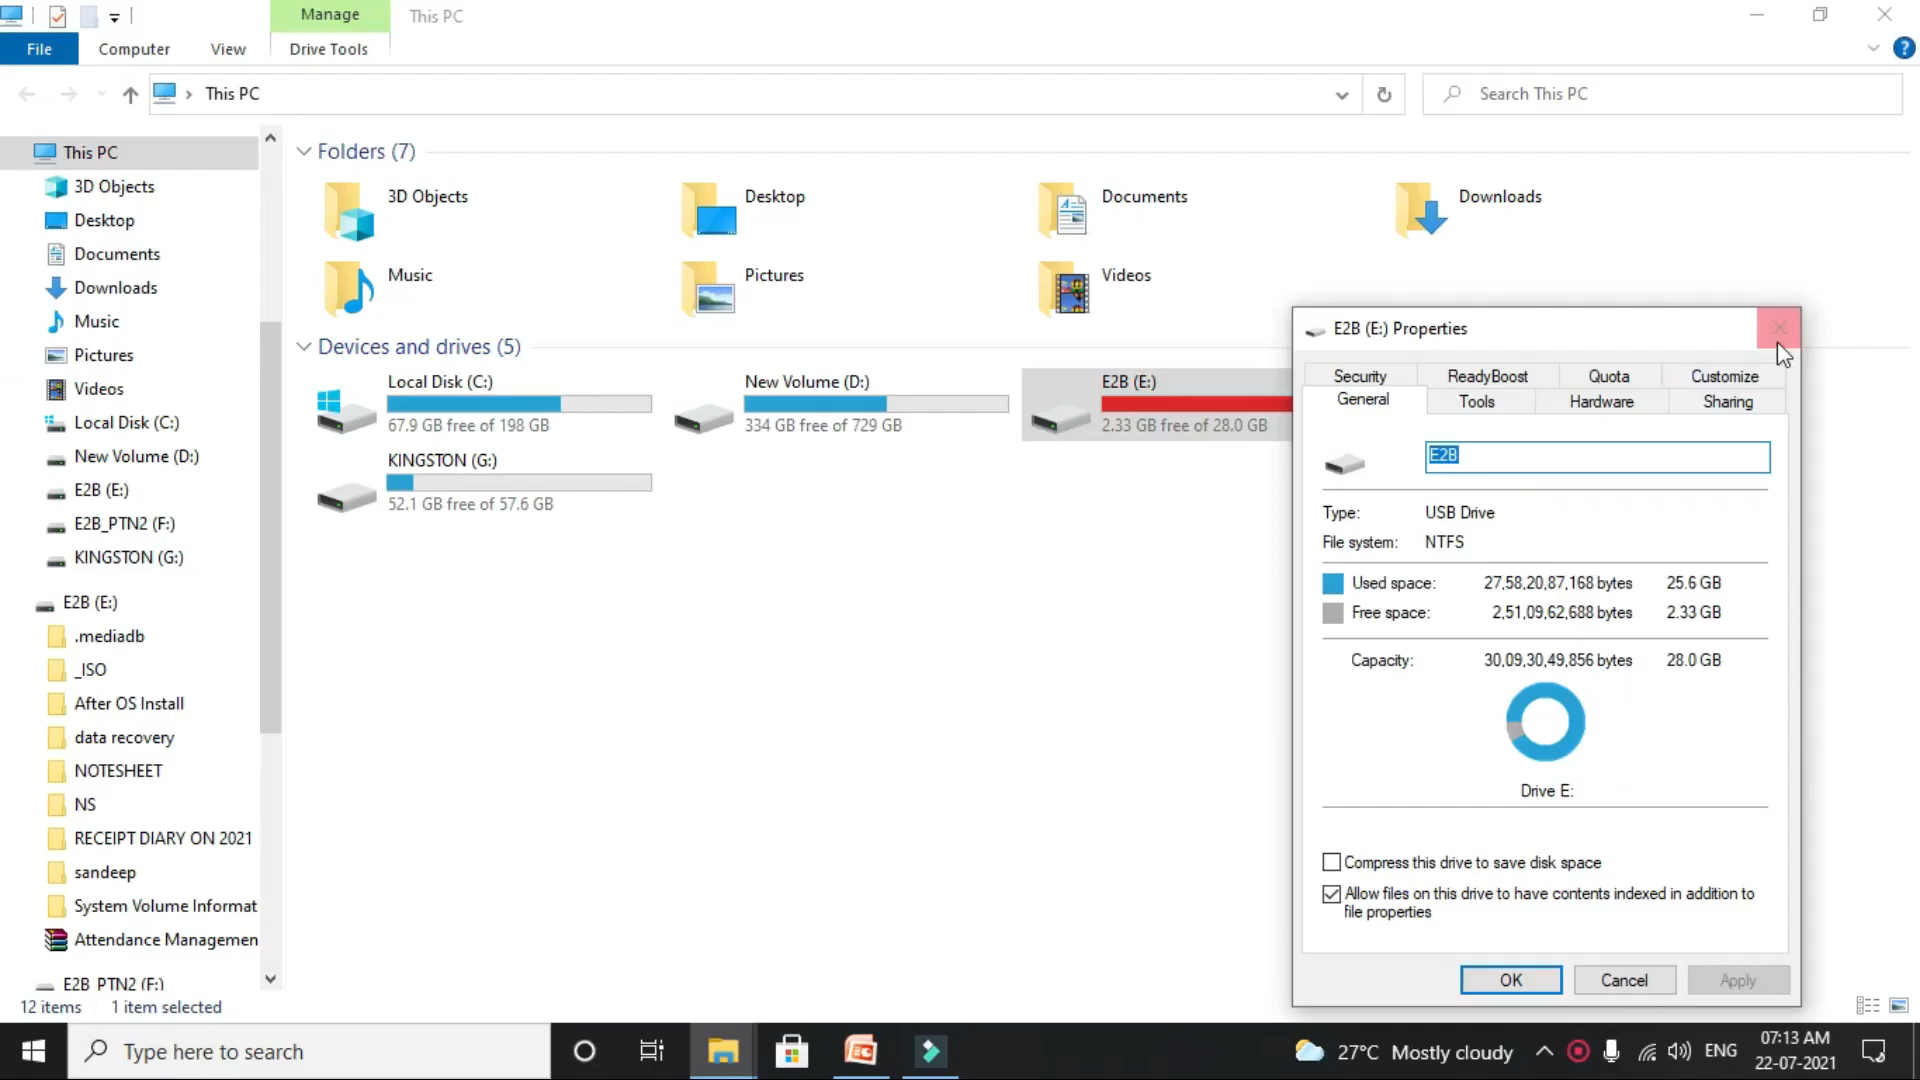 Manage
This PC
File
Computer
View
Drive Tools
?
This PC
Search This PC
This PC
3D Objects
Desktop
Documents
Downloads
Music
Pictures
Videos
Local Disk (C:)
New Volume (D:)
E2B (E:)
E2B_PTN2 (F:)
KINGSTON (G:)
E2B (E:)
.mediadb
_ISO
After OS Install
data recovery
NOTESHEET
NS
RECEIPT DIARY ON 2021
sandeep
System Volume Informat
Attendance Managemen
E2B PTN2 (F:)
Folders (7)
3D Objects
Desktop
Documents
Downloads
Music
Pictures
Videos
Devices and drives (5)
Local Disk (C:)
67.9 GB free of 198 GB
New Volume (D:)
334 GB free of 729 GB
E2B (E:)
2.33 GB free of 28.0 GB
KINGSTON (G:)
52.1 GB free of 57.6 GB
E2B (E:) Properties
Security
ReadyBoost
Quota
Customize
General
Tools
Hardware
Sharing
E2B
Type: USB Drive
File system: NTFS
Used space: 27,58,20,87,168 bytes 25.6 GB
Free space: 2,51,09,62,688 bytes 2.33 GB
Capacity: 30,09,30,49,856 bytes 28.0 GB
Drive E:
Compress this drive to save disk space
Allow files on this drive to have contents indexed in addition to
file properties
OK
Cancel
Apply
12 items
1 item selected
Type here to search
27°C Mostly cloudy
ENG
07:13 AM
22-07-2021